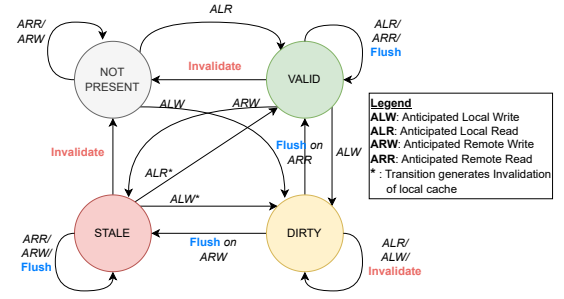 ALR
ARR/
ARW
ALR/
ARR/
Flush
NOT
PRESENT
Invalidate
VALID
ALW
ARW
Legend
ALW: Anticipated Local Write
ALR: Anticipated Local Read
ARW: Anticipated Remote Write
ARR: Anticipated Remote Read
* : Transition generates Invalidation
of local cache
Flush on
ARR
ALW
Invalidate
ALR*
ALW*
STALE
DIRTY
Flush on
ARW
ARR/
ARW/
Flush
ALR/
ALW/
Invalidate